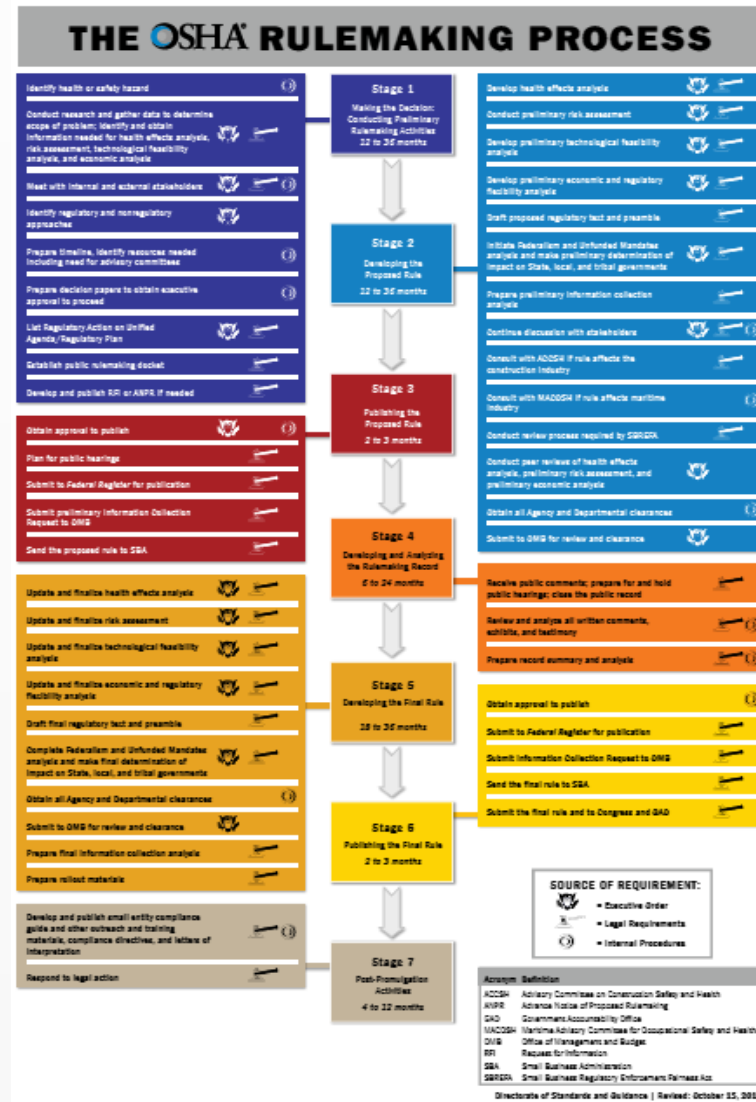 THE OSHA RULEMAKING PROCESS
Identify health or safety hazard
Conduct research and gather data to determine
scope of problem; identify and obtain
information needed for health effects analysis,
risk assessment, technological feasibility
analysis, and economic analysis
Meet with internal and external stakeholders
Identify regulatory and nonregulatory
approaches
Prepare timeline, identify resources needed
including need for advisory committees
Prepare decision papers to obtain executive
approval to proceed
List Regulatory Action on Unified
Agenda/Regulatory Plan
Establish public rulemaking docket
Develop and publish RFI or ANPR if needed
Stage 1
Making the Decision:
Conducting Preliminary
Rulemaking Activities
12 to 36 months
Stage 2
Developing the
Proposed Rule
12 to 36 months
Develop health effects analysis
Conduct preliminary risk assessment
Develop preliminary technological feasibility
analysis
Develop preliminary economic and regulatory
flexibility analysis
Draft proposed regulatory text and preamble
Initiate Federalism and Unfunded Mandates
analysis and make preliminary determination of
impact on State, local, and tribal governments
Prepare preliminary information collection
analysis
Continue discussion with stakeholders
Consult with ACCSH if rule affects the
construction industry
Consult with MACOSH if rule affects maritime
industry
Conduct review process required by SBREFA
Conduct peer reviews of health effects
analysis, preliminary risk assessment, and
preliminary economic analysis
Obtain all Agency and Departmental clearances
Submit to OMB for review and clearance
Stage 3
Publishing the
Proposed Rule
2 to 3 months
Obtain approval to publish
Plan for public hearings
Submit to Federal Register for publication
Submit preliminary Information Collection
Request to OMB
Send the proposed rule to SBA
Stage 4
Developing and Analyzing
the Rulemaking Record
6 to 24 months
Receive public comments; prepare for and hold
public hearings; close the public record
Review and analyze all written comments,
exhibits, and testimony
Prepare record summary and analysis
Update and finalize health effects analysis
Update and finalize risk assessment
Update and finalize technological feasibility
analysis
Update and finalize economic and regulatory
flexibility analysis
Draft final regulatory text and preamble
Complete Federalism and Unfunded Mandates
analysis and make final determination of
impact on State, local, and tribal governments
Obtain all Agency and Departmental clearances
Submit to OMB for review and clearance
Prepare final information collection analysis
Prepare rollout materials
Stage 5
Developing the Final Rule
18 to 36 months
Stage 6
Publishing the Final Rule
2 to 3 months
Obtain approval to publish
Submit to Federal Register for publication
Submit Information Collection Request to OMB
Send the final rule to SBA
Submit the final rule and to Congress and GAO
Develop and publish small entity compliance
guide and other outreach and training
materials, compliance directives, and letters of
interpretation
Respond to legal action
Stage 7
Post-Promulgation
Activities
4 to 12 months
SOURCE OF REQUIREMENT:
= Executive Order
= Legal Requirements
= Internal Procedures
Acronym Definition
ACCSH Advisory Committee on Construction Safety and Health
ANPR Advance Notice of Proposed Rulemaking
GAO Government Accountability Office
MACOSH Maritime Advisory Committee for Occupational Safety and Health
OMB Office of Management and Budget
RFI Request for Information
SBA Small Business Administration
SBREFA Small Business Regulatory Enforcement Fairness Act
Directorate of Standards and Guidance | Revised: October 15,